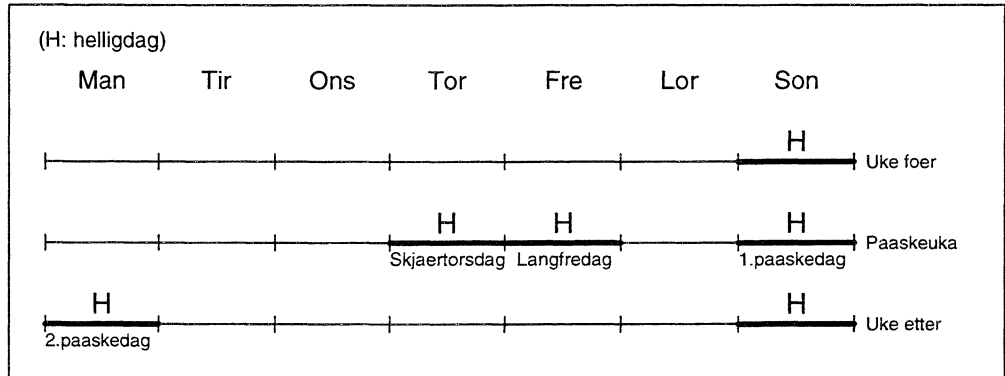 (H: helligdag)
Man Tir Ons Tor Fre Lor Son
H
Uke foer
H H H
Paaskeuka
Skjaertorsdag Langfredag 1.paaskedag
H H
Uke etter
2.paaskedag